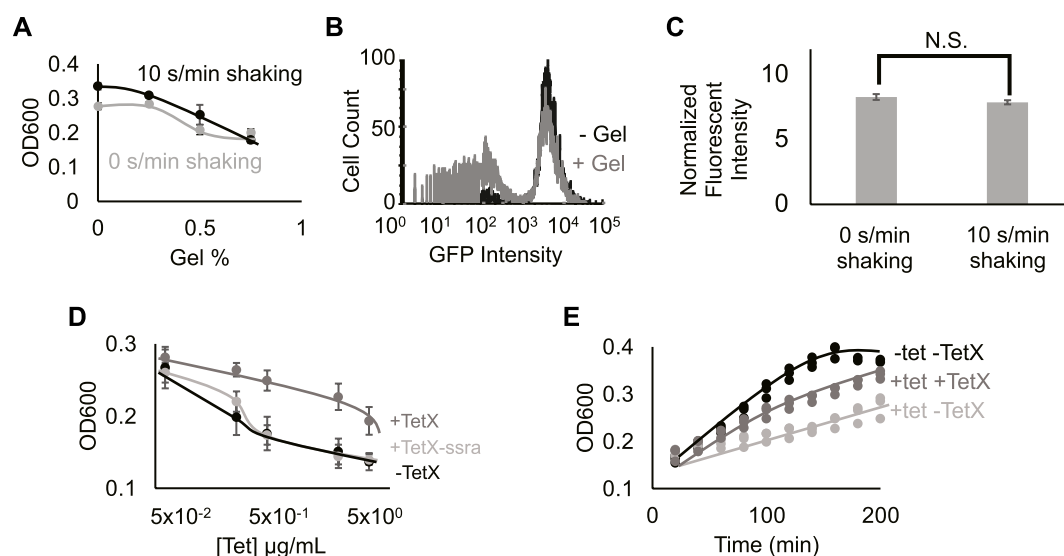 A
0.4
0.3
0.2
0.1
0
OD600
10 s/min shaking
0 s/min shaking
0
0.5
1
Gel %
B
100
50
0
Cell Count
- Gel
+ Gel
10⁰
10¹
10²
10³
10⁴
10⁵
GFP Intensity
C
N.S.
10
5
0
Normalized
Fluorescent
Intensity
0 s/min
shaking
10 s/min
shaking
D
0.3
0.2
0.1
OD600
+TetX
+TetX-ssra
-TetX
5x10⁻²
5x10⁻¹
5x10⁰
[Tet] µg/mL
E
0.4
0.3
0.2
0.1
OD600
-tet -TetX
+tet +TetX
+tet -TetX
0
100
200
Time (min)